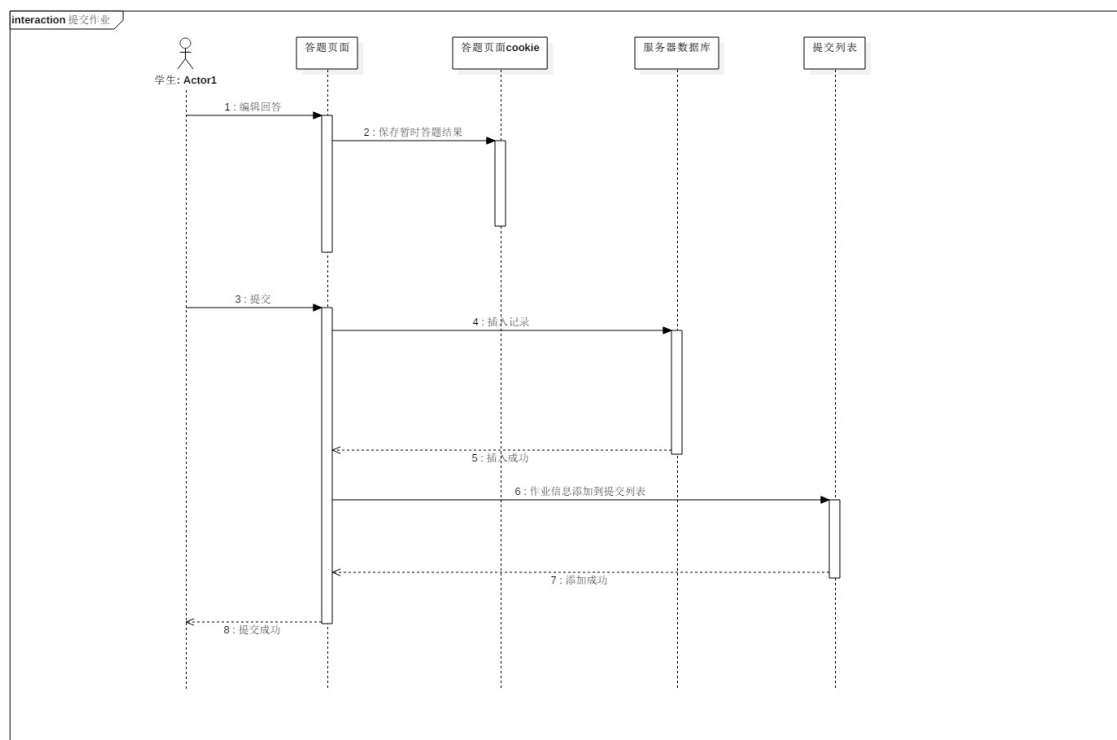 interaction 提交作业
学生: Actor1
答题页面
答题页面cookie
服务器数据库
提交列表
1 : 编辑回答
2 : 保存暂时答题结果
3 : 提交
4 : 插入记录
5 : 插入成功
6 : 作业信息添加到提交列表
7 : 添加成功
8 : 提交成功